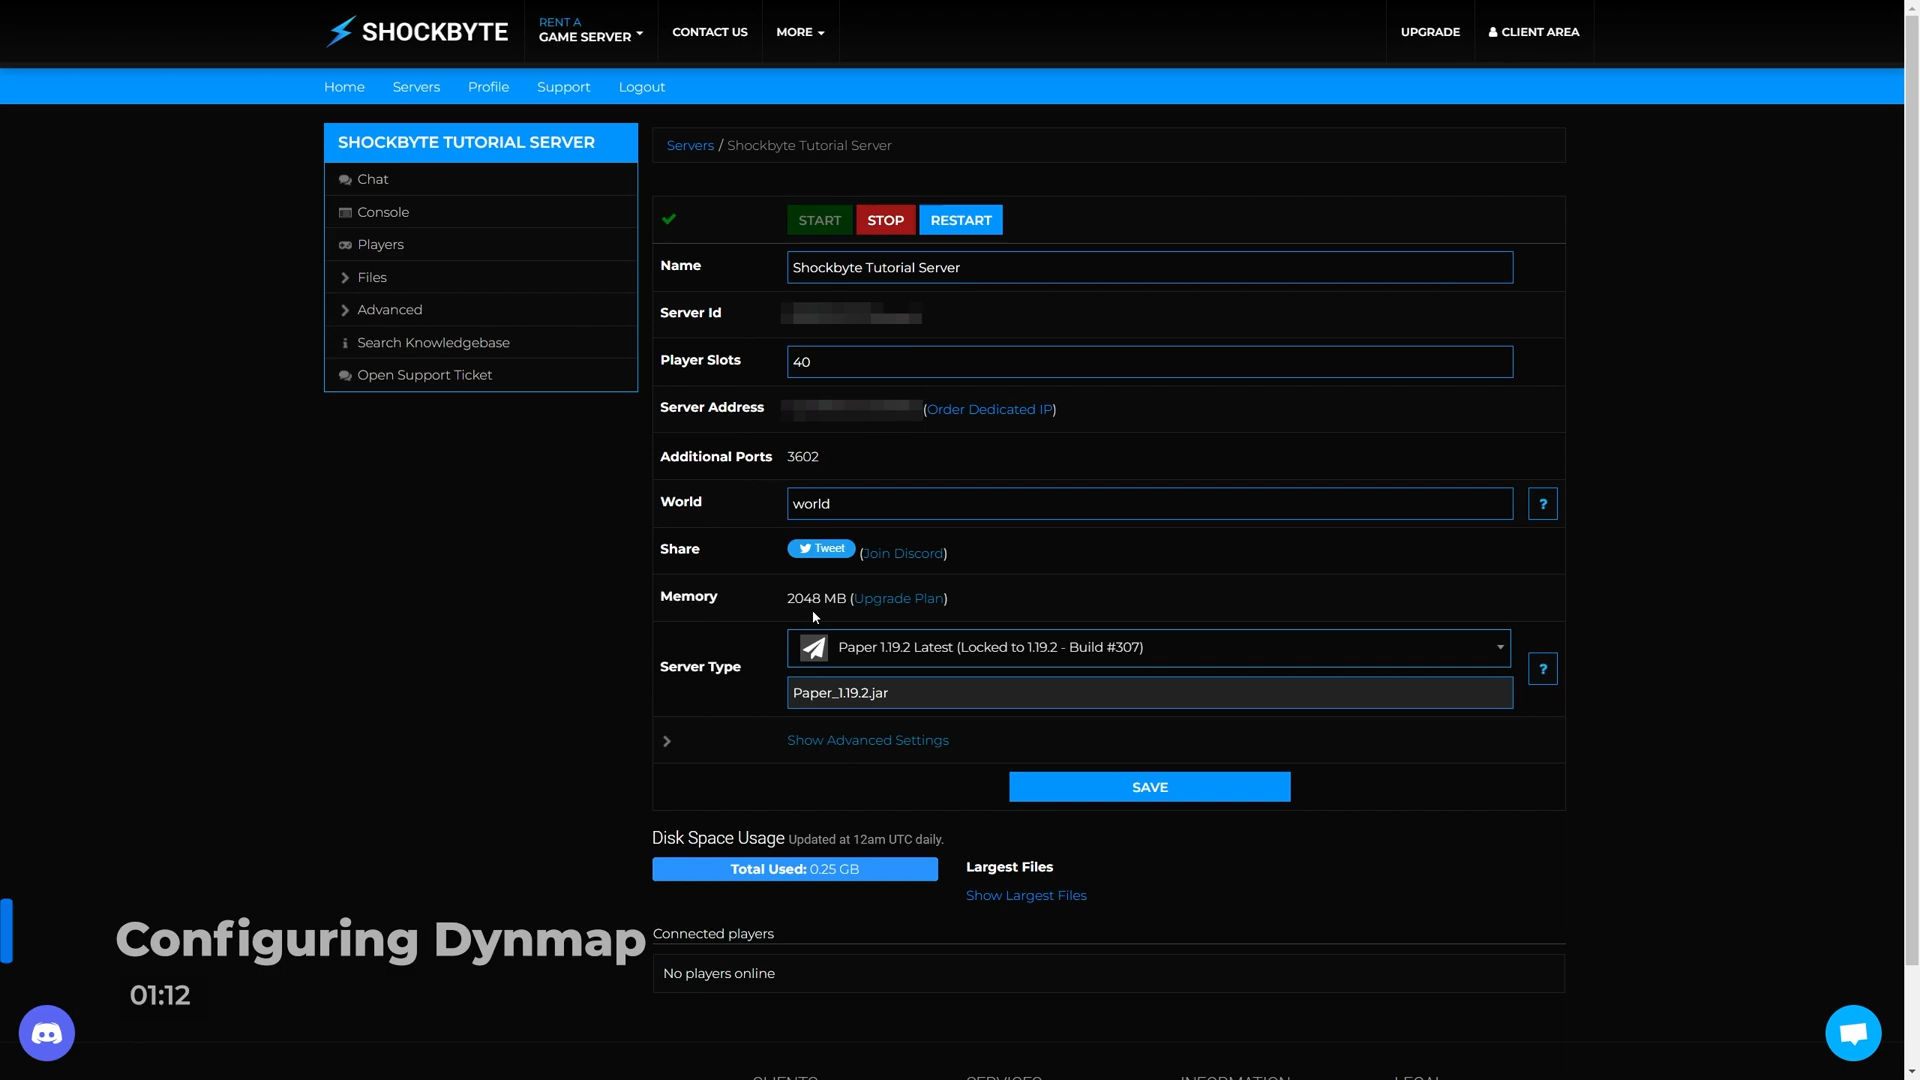 SHOCKBYTE
RENT A
GAME SERVER
CONTACT US
MORE
UPGRADE
CLIENT AREA
Home
Servers
Profile
Support
Logout
SHOCKBYTE TUTORIAL SERVER
Chat
Console
Players
Files
Advanced
Search Knowledgebase
Open Support Ticket
Servers / Shockbyte Tutorial Server
START
STOP
RESTART
Name
Shockbyte Tutorial Server
Server Id
Player Slots
40
Server Address
(Order Dedicated IP)
Additional Ports
3602
World
world
?
Share
Tweet
(Join Discord)
Memory
2048 MB (Upgrade Plan)
Server Type
Paper 1.19.2 Latest (Locked to 1.19.2 - Build #307)
Paper_1.19.2.jar
?
Show Advanced Settings
SAVE
Disk Space Usage Updated at 12am UTC daily.
Total Used: 0.25 GB
Largest Files
Show Largest Files
Connected players
No players online
Configuring Dynmap
01:12
CLIENTS
SERVICES
INFORMATION
LEGAL